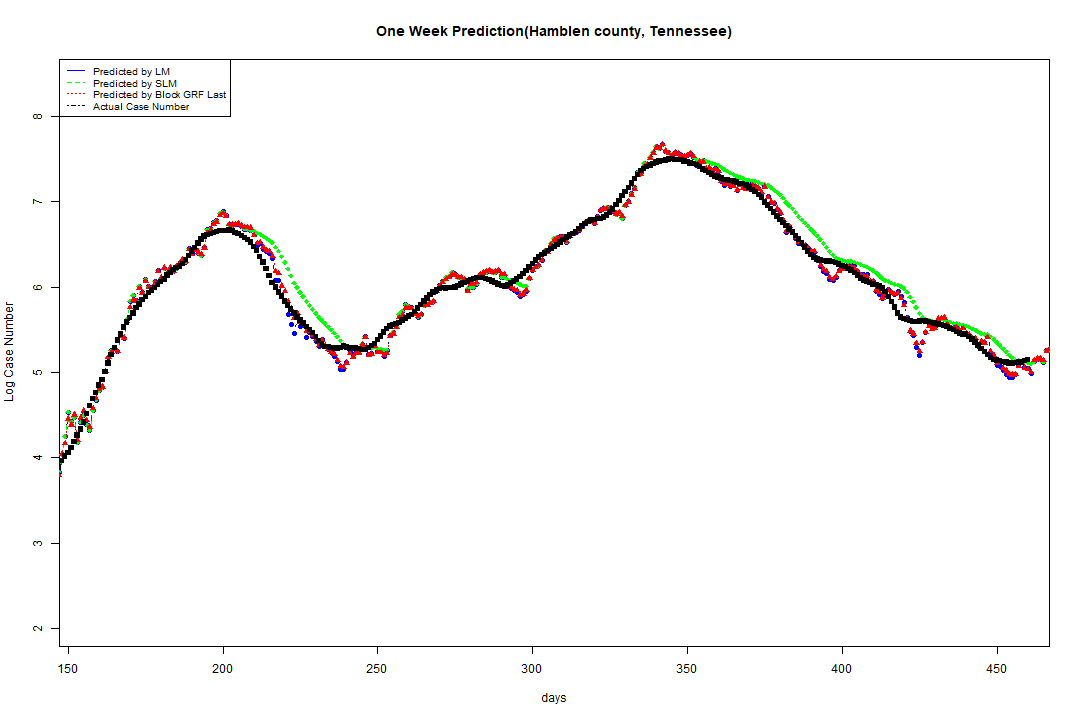 One Week Prediction(Hamblen county, Tennessee)
Predicted by LM
Predicted by SLM
Predicted by Block GRF Last
Actual Case Number
8
7
6
5
4
3
2
Log Case Number
150 200 250 300 350 400 450
days